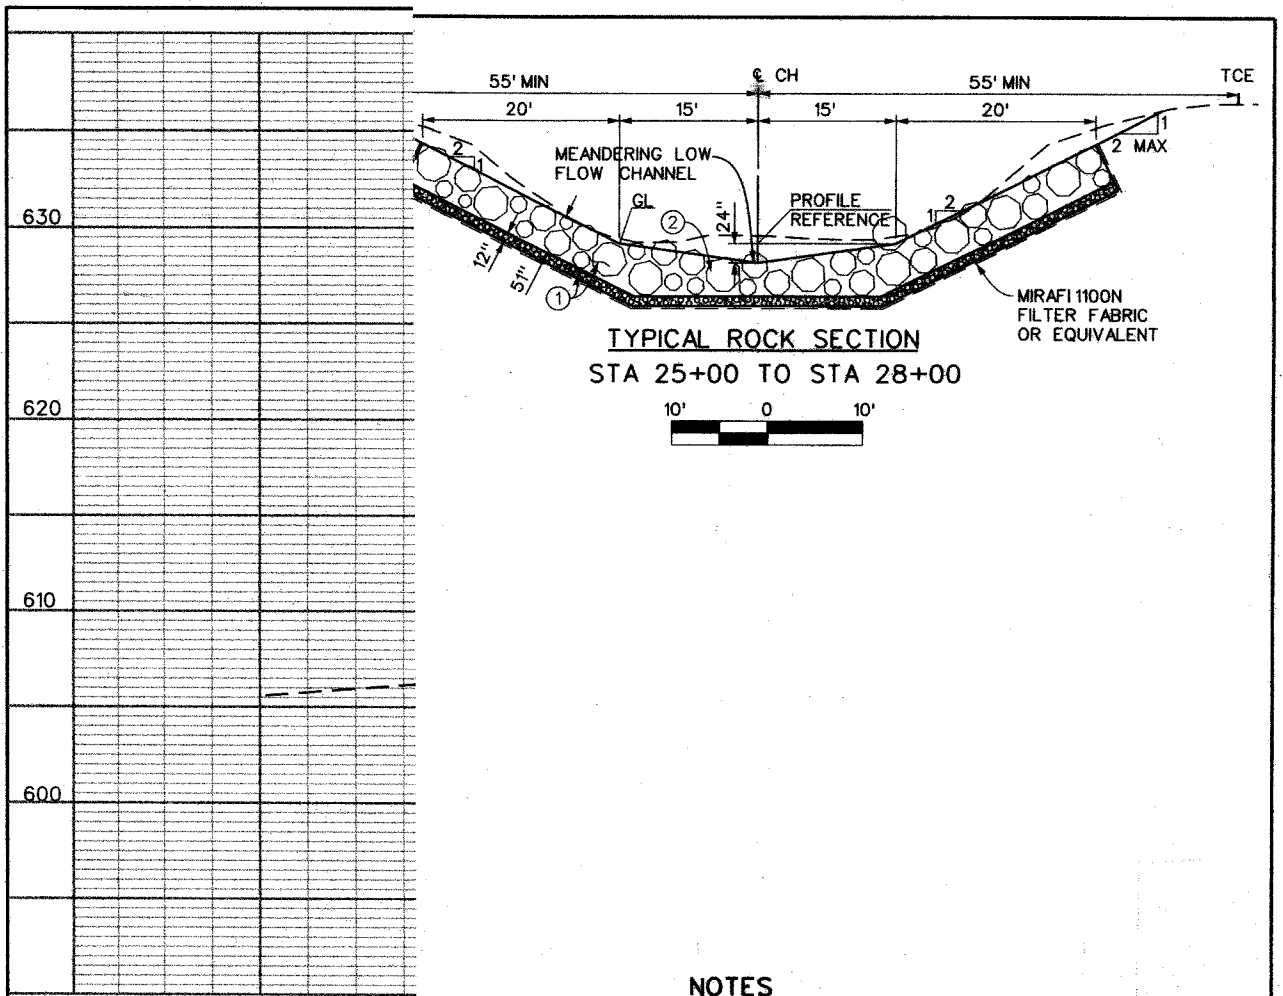 ℄ CH
55' MIN
55' MIN
TCE
20'
15'
15'
20'
1
2 MAX
2
1
MEANDERING LOW
FLOW CHANNEL
GL
2
24"
PROFILE
REFERENCE
2
1
12"
51"
1
MIRAFI 1100N
FILTER FABRIC
OR EQUIVALENT
TYPICAL ROCK SECTION
STA 25+00 TO STA 28+00
10' 0 10'
630
620
610
600
NOTES